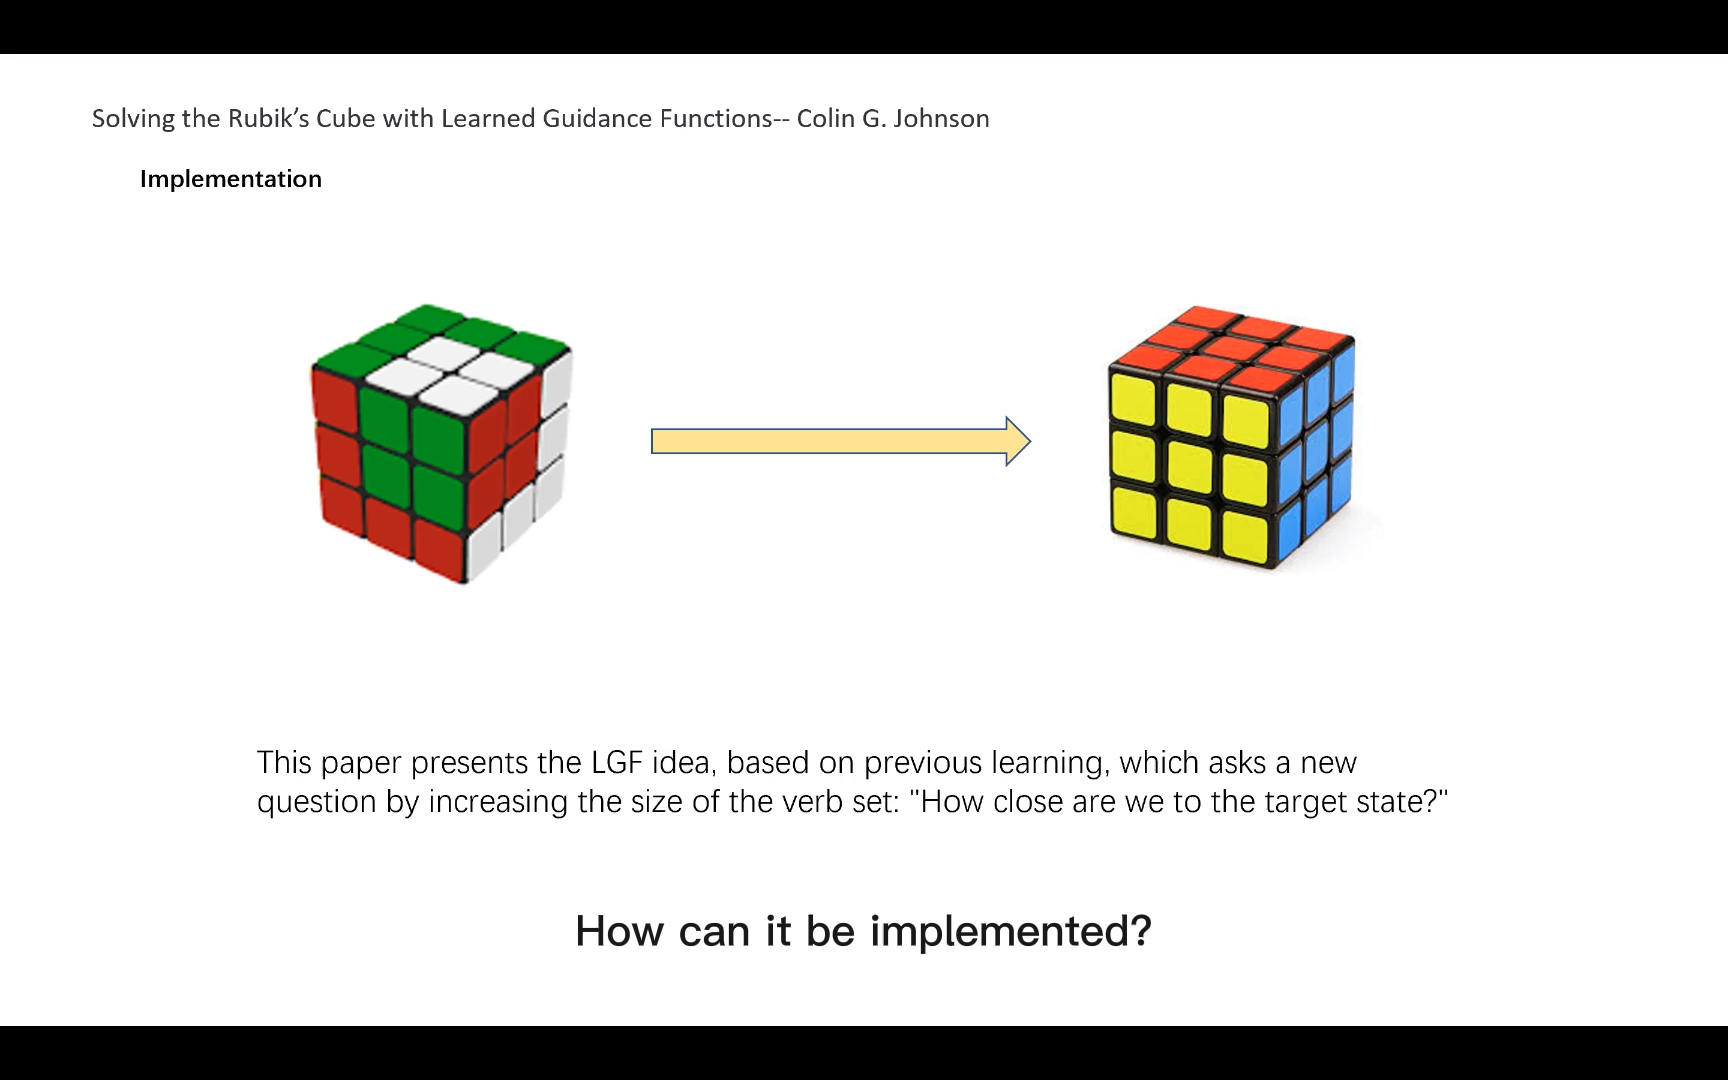 Solving the Rubik’s Cube with Learned Guidance Functions-- Colin G. Johnson
Implementation
This paper presents the LGF idea, based on previous learning, which asks a new
question by increasing the size of the verb set: "How close are we to the target state?"
How can it be implemented?